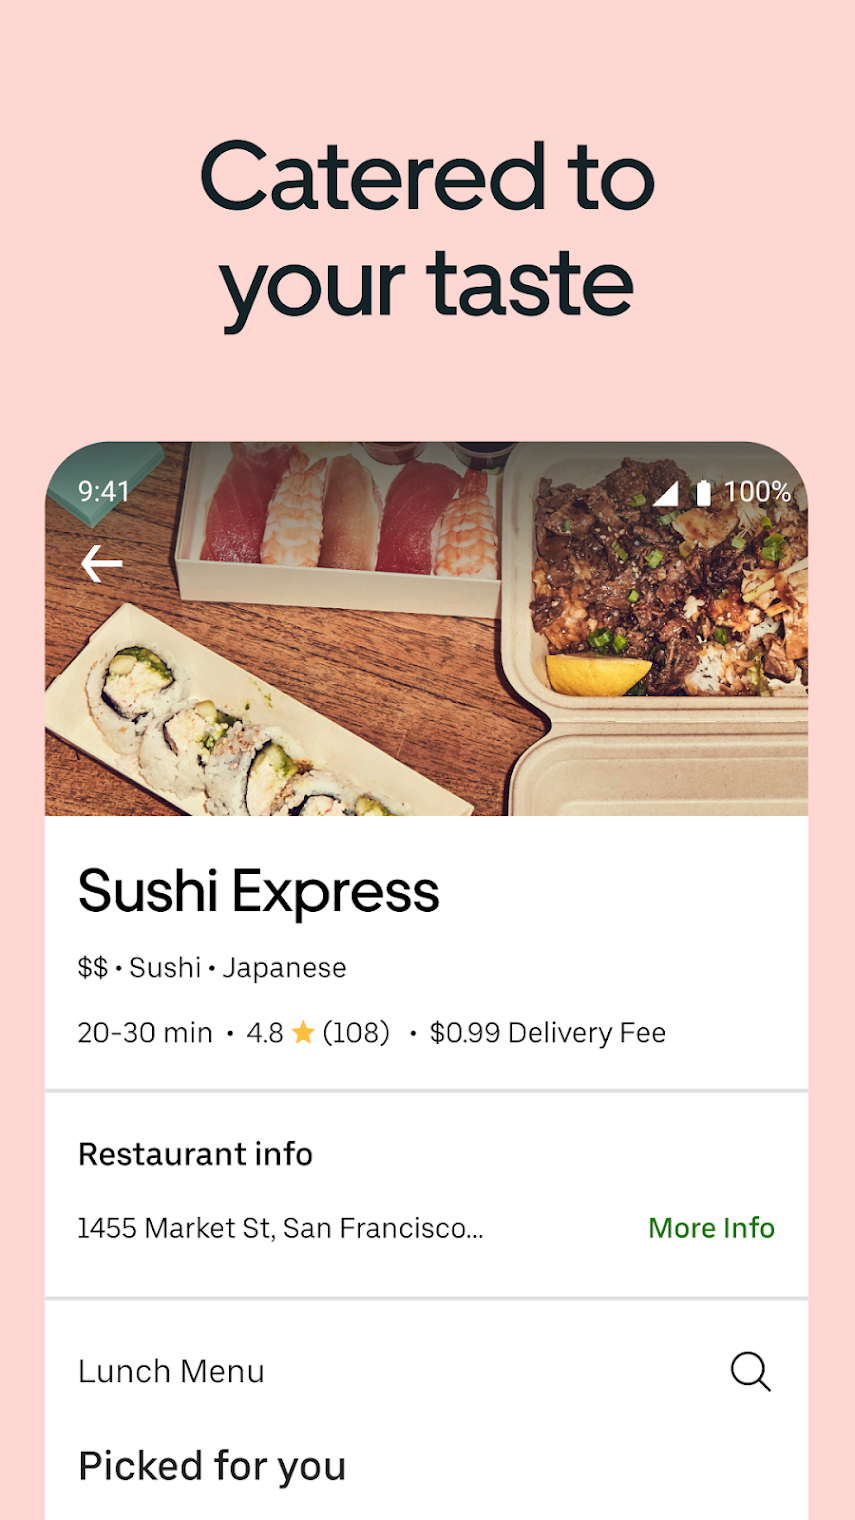 Catered to
your taste
9:41
100%
Sushi Express
$$ • Sushi • Japanese
20-30 min • 4.8 ★ (108) • $0.99 Delivery Fee
Restaurant info
1455 Market St, San Francisco... More Info
Lunch Menu
Picked for you